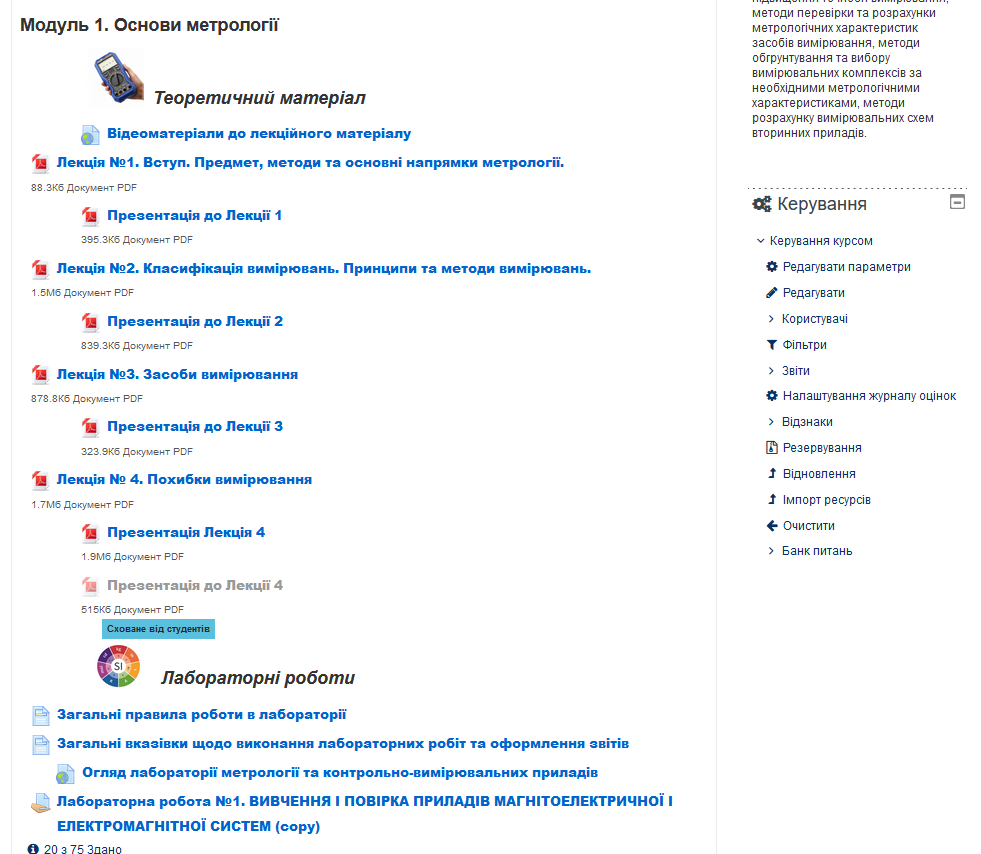 Модуль 1. Основи метрології
Теоретичний матеріал
Відеоматеріали до лекційного матеріалу
Лекція №1. Вступ. Предмет, методи та основні напрямки метрології.
88.3Кб Документ PDF
Презентація до Лекції 1
395.3Кб Документ PDF
Лекція №2. Класифікація вимірювань. Принципи та методи вимірювань.
1.5Мб Документ PDF
Презентація до Лекції 2
839.3Кб Документ PDF
Лекція №3. Засоби вимірювання
878.8Кб Документ PDF
Презентація до Лекції 3
323.9Кб Документ PDF
Лекція № 4. Похибки вимірювання
1.7Мб Документ PDF
Презентація Лекція 4
1.9Мб Документ PDF
Презентація до Лекції 4
515Кб Документ PDF
Сховане від студентів
SI
Лабораторні роботи
Загальні правила роботи в лабораторії
Загальні вказівки щодо виконання лабораторних робіт та оформлення звітів
Огляд лабораторії метрології та контрольно-вимірювальних приладів
Лабораторна робота №1. ВИВЧЕННЯ І ПОВІРКА ПРИЛАДІВ МАГНІТОЕЛЕКТРИЧНОЇ І
ЕЛЕКТРОМАГНІТНОЇ СИСТЕМ (copy)
20 з 75 Здано
методи перевірки та розрахунки
метрологічних характеристик
засобів вимірювання, методи
обгрунтування та вибору
вимірювальних комплексів за
необхідними метрологічними
характеристиками, методи
розрахунку вимірювальних схем
вторинних приладів.
Керування
Керування курсом
Редагувати параметри
Редагувати
Користувачі
Фільтри
Звіти
Налаштування журналу оцінок
Відзнаки
Резервування
Відновлення
Імпорт ресурсів
Очистити
Банк питань